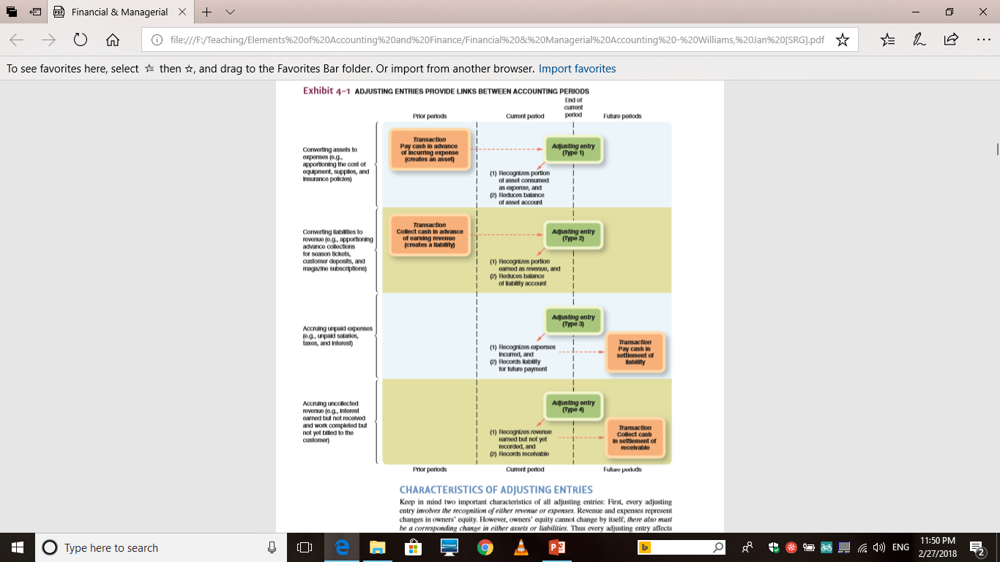 Financial & Managerial
file:///F:/Teaching/Elements%20of%20Accounting%20and%20Finance/Financial%20&%20Managerial%20Accounting%20-%20Williams,%20Jan%20[SRG].pdf
To see favorites here, select then , and drag to the Favorites Bar folder. Or import from another browser. Import favorites
Exhibit 4–1 ADJUSTING ENTRIES PROVIDE LINKS BETWEEN ACCOUNTING PERIODS
End of
current
period
Prior periods
Current period
Future periods
Converting assets to
expenses (e.g.,
apportioning the cost of
equipment, supplies, and
insurance policies)
Transaction
Pay cash in advance
of incurring expense
(creates an asset)
Adjusting entry
(Type 1)
(1) Recognizes portion
of asset consumed
as expense, and
(2) Reduces balance
of asset account
Converting liabilities to
revenue (e.g., apportioning
advance collections
for season tickets,
customer deposits, and
magazine subscriptions)
Transaction
Collect cash in advance
of earning revenue
(creates a liability)
Adjusting entry
(Type 2)
(1) Recognizes portion
earned as revenue, and
(2) Reduces balance
of liability account
Accruing unpaid expenses
(e.g., unpaid salaries,
taxes, and interest)
Adjusting entry
(Type 3)
(1) Recognizes expenses
incurred, and
(2) Records liability
for future payment
Transaction
Pay cash in
settlement of
liability
Accruing uncollected
revenue (e.g., interest
earned but not received
and work completed but
not yet billed to the
customer)
Adjusting entry
(Type 4)
(1) Recognizes revenue
earned but not yet
recorded, and
(2) Records receivable
Transaction
Collect cash
in settlement of
receivable
Prior periods
Current period
Future periods
CHARACTERISTICS OF ADJUSTING ENTRIES
Keep in mind two important characteristics of all adjusting entries: First, every adjusting
entry involves the recognition of either revenue or expenses. Revenue and expenses represent
changes in owners' equity. However, owners' equity cannot change by itself; there also must
be a corresponding change in either assets or liabilities. Thus every adjusting entry affects
Type here to search
ENG
11:50 PM
2/27/2018
2